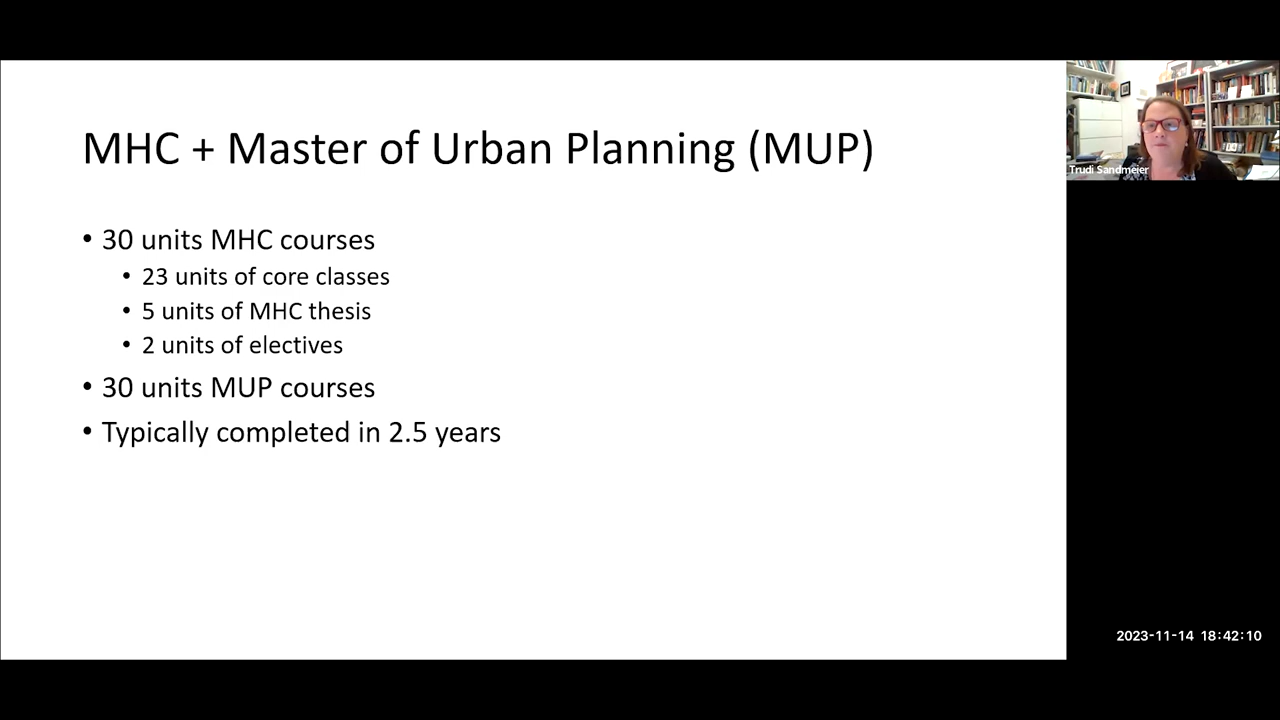 MHC + Master of Urban Planning (MUP)
• 30 units MHC courses
• 23 units of core classes
• 5 units of MHC thesis
• 2 units of electives
• 30 units MUP courses
• Typically completed in 2.5 years
Trudi Sandmeier
2023-11-14 18:42:10